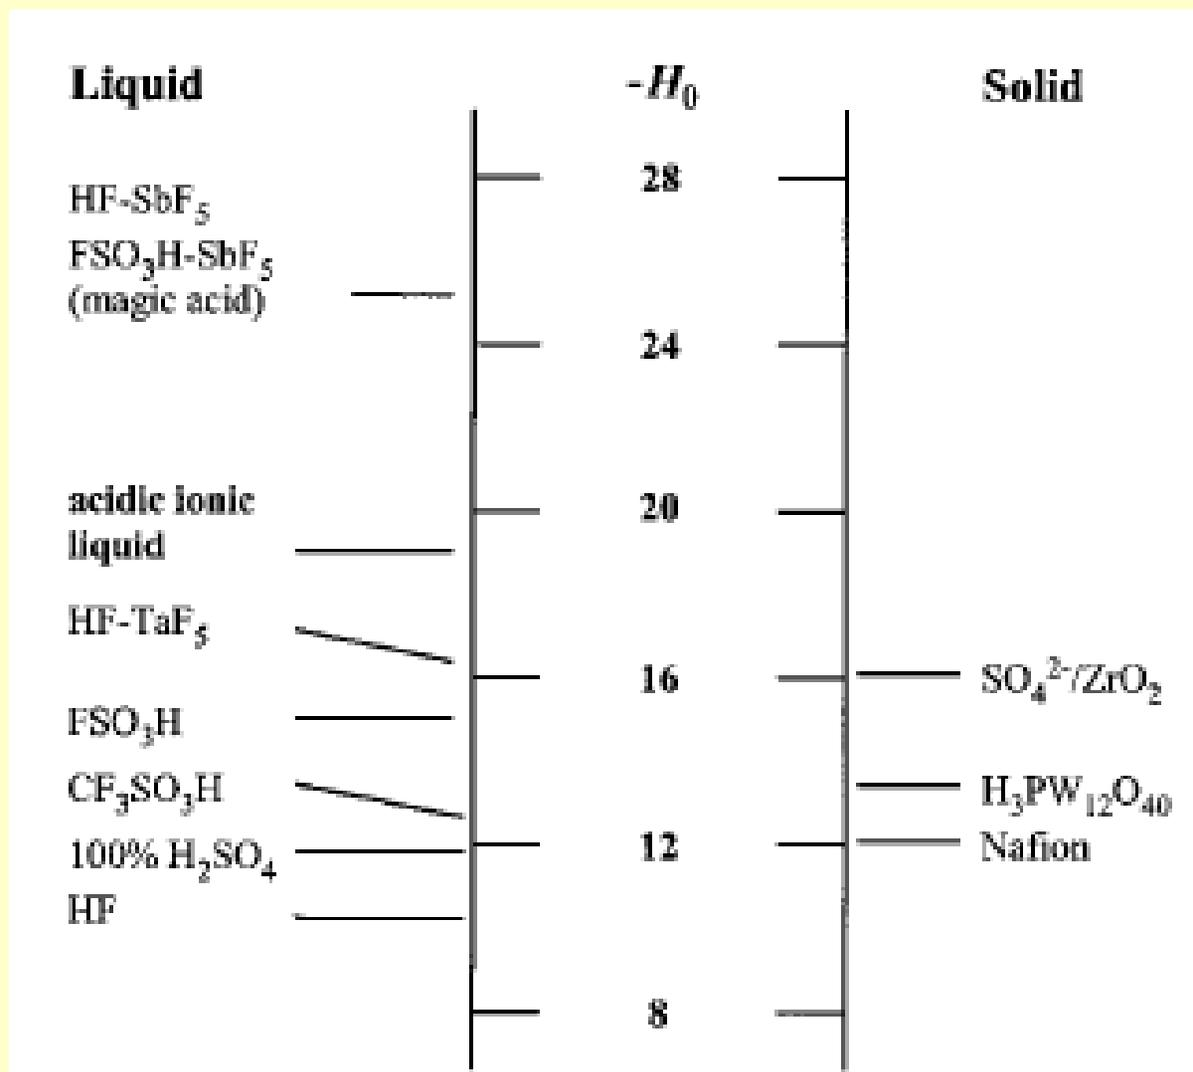 Liquid
-H₀
Solid
28
HF-SbF₅
FSO₃H-SbF₅
(magic acid)
24
acidic ionic
liquid
20
HF-TaF₅
16
SO₄²⁻/ZrO₂
FSO₃H
CF₃SO₃H
H₃PW₁₂O₄₀
100% H₂SO₄
12
Nafion
HF
8